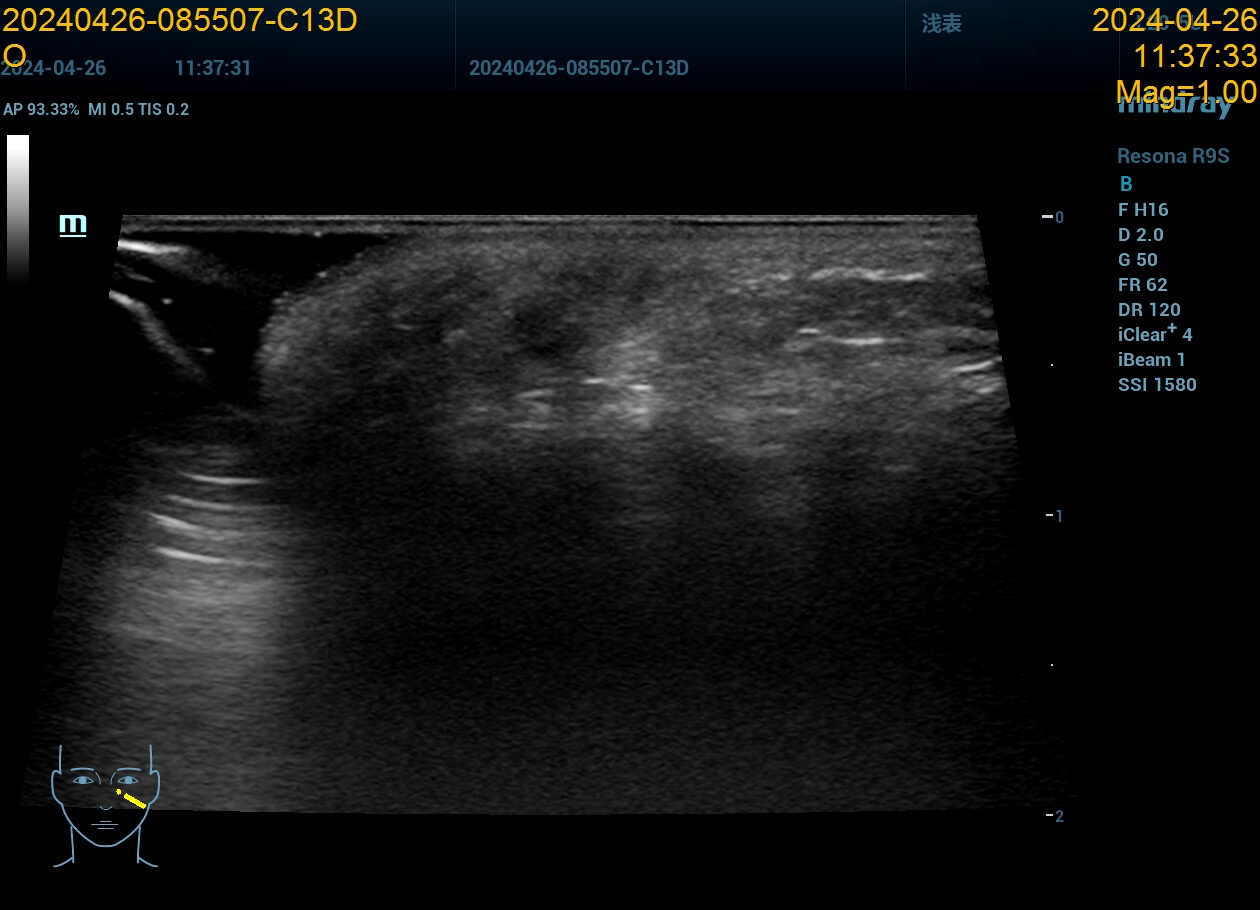 20240426-085507-C13D
O
2024-04-26
11:37:31
20240426-085507-C13D
浅表
2024-04-26
11:37:33
Mag=1.00
AP 93.33% MI 0.5 TIS 0.2
mindray
Resona R9S
m
B
F H16
D 2.0
G 50
FR 62
DR 120
iClear+ 4
iBeam 1
SSI 1580
0
1
2